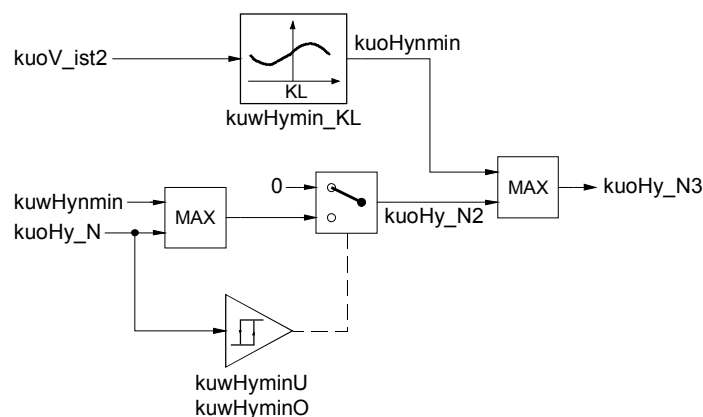 kuoV_ist2
KL
kuoHynmin
kuwHymin_KL
kuwHynmin
kuoHy_N
MAX
0
kuoHy_N2
MAX
kuoHy_N3
kuwHyminU
kuwHyminO